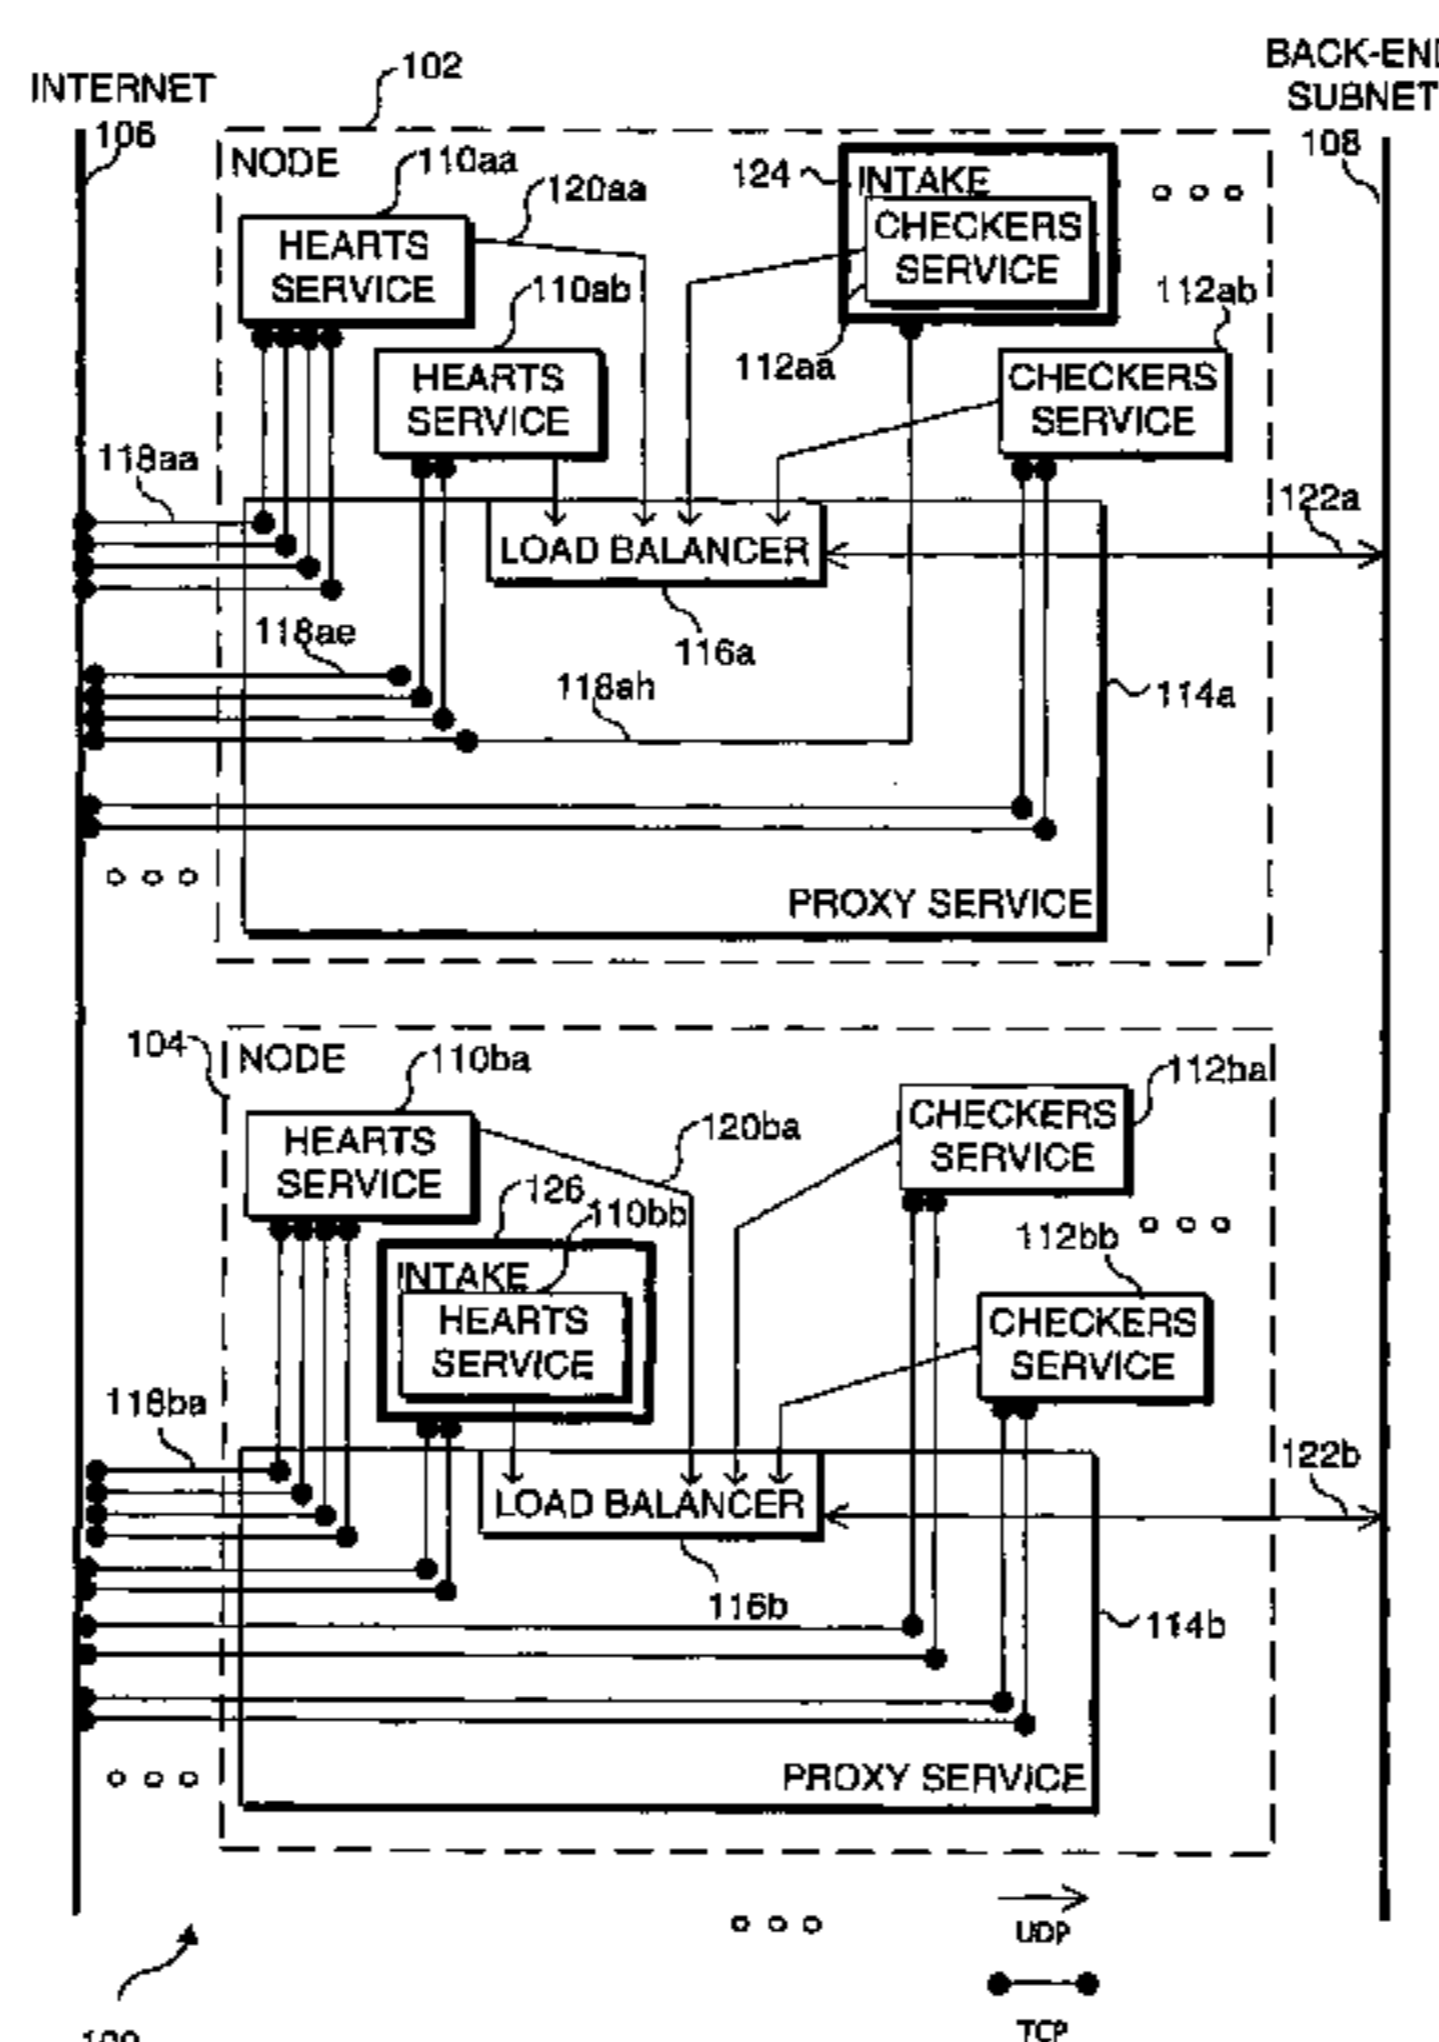 INTERNET
BACK-END
SUBNET
102
106
108
NODE
110aa
120aa
124
INTAKE
HEARTS
SERVICE
CHECKERS
SERVICE
110ab
112ab
112aa
HEARTS
SERVICE
CHECKERS
SERVICE
118aa
122a
LOAD BALANCER
118ae
116a
118ah
114a
PROXY SERVICE
104
NODE
110ba
112ba
120ba
HEARTS
SERVICE
CHECKERS
SERVICE
126
110bb
112bb
INTAKE
HEARTS
SERVICE
CHECKERS
SERVICE
118ba
122b
LOAD BALANCER
116b
114b
PROXY SERVICE
UDP
TCP